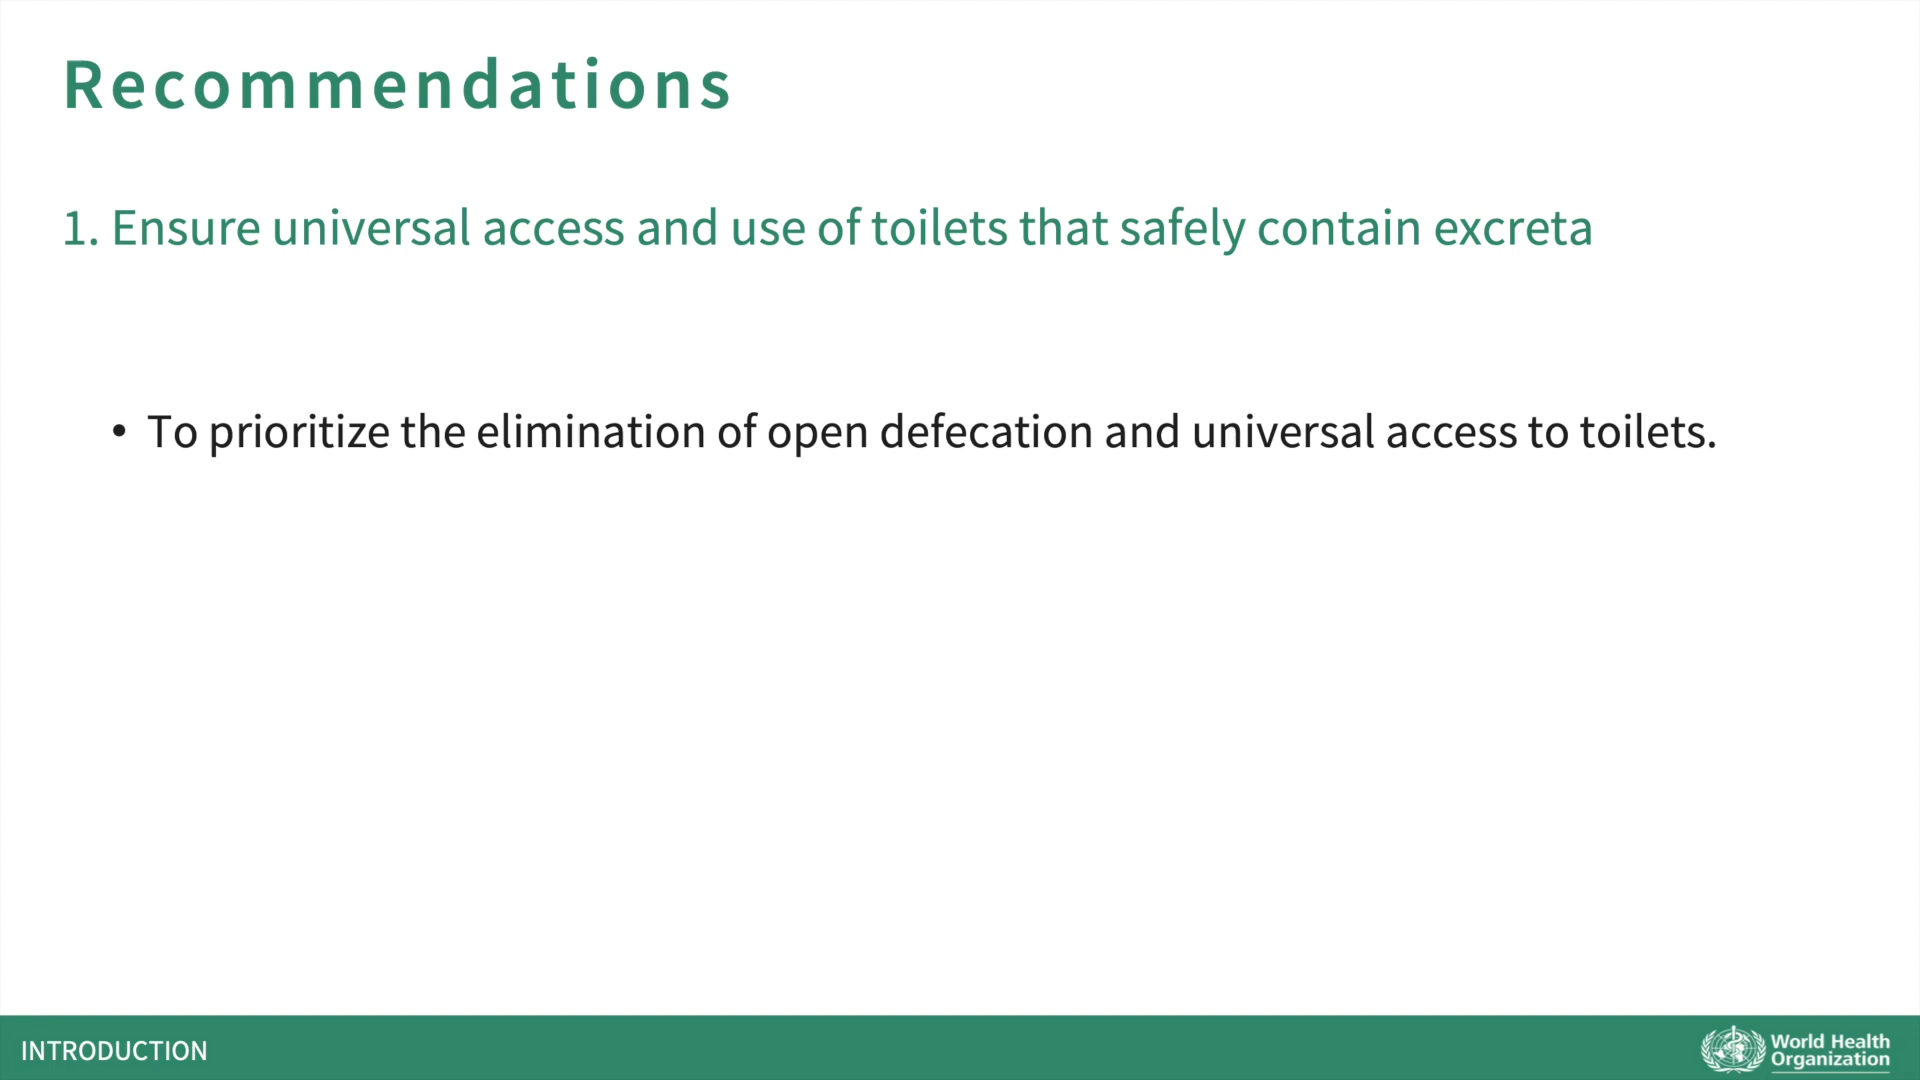 Recommendations
1. Ensure universal access and use of toilets that safely contain excreta
• To prioritize the elimination of open defecation and universal access to toilets.
INTRODUCTION
World Health
Organization